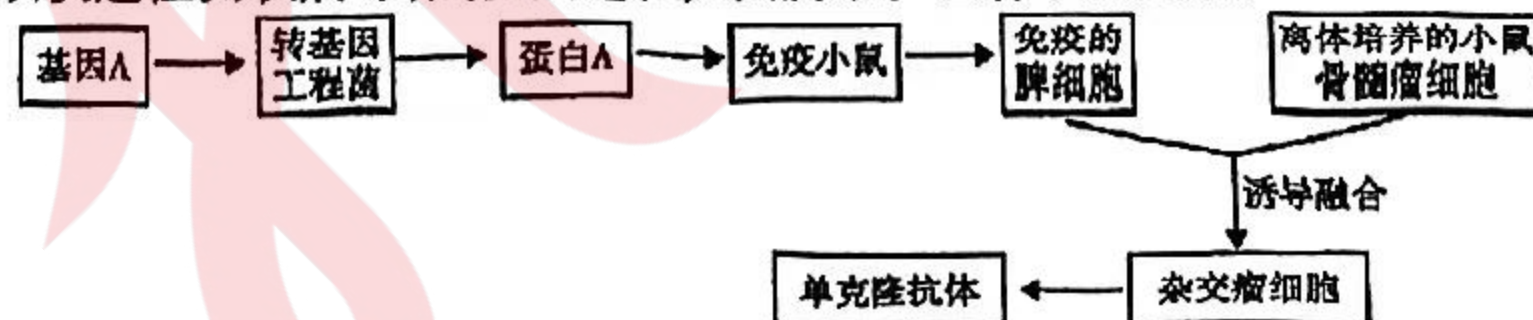 基因A
转基因
工程菌
蛋白A
免疫小鼠
免疫的
脾细胞
离体培养的小鼠
骨髓瘤细胞
诱导融合
杂交瘤细胞
单克隆抗体